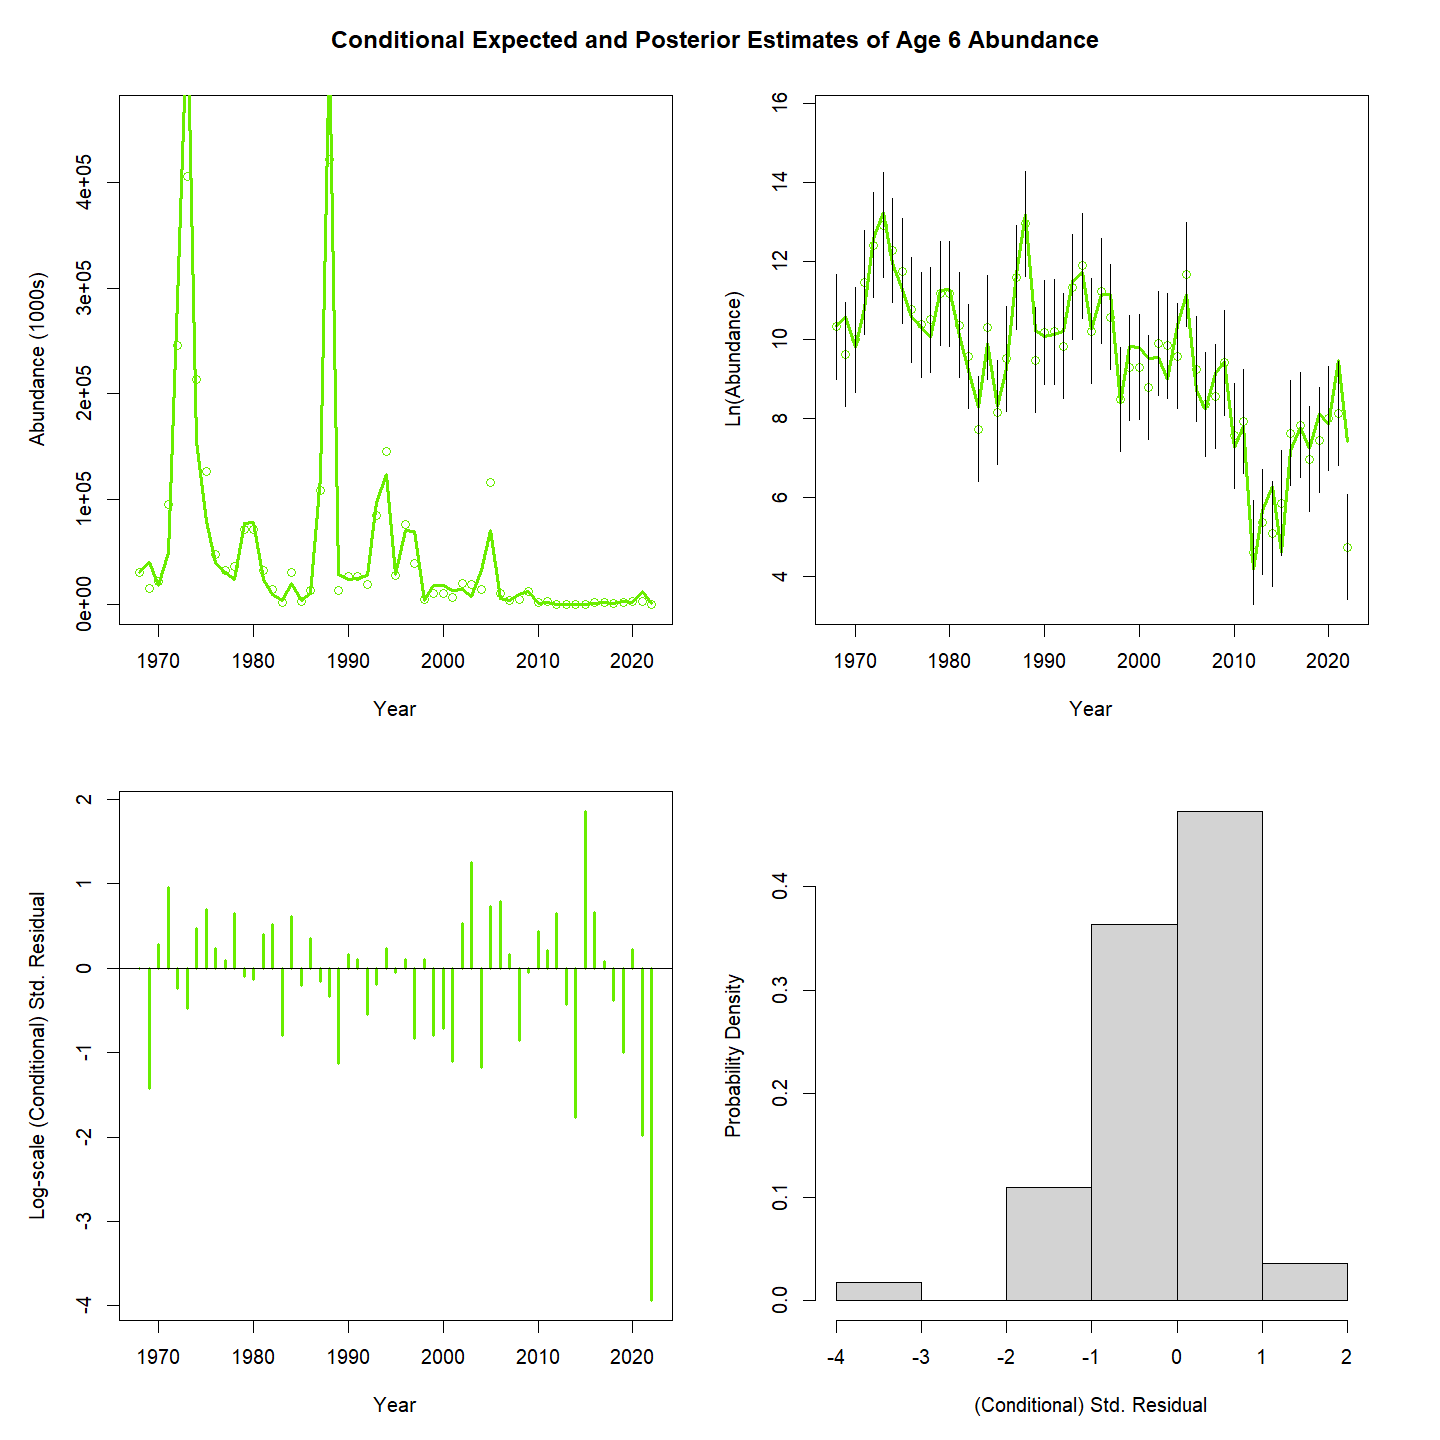 Conditional Expected and Posterior Estimates of Age 6 Abundance
Abundance (1000s)
0e+00 1e+05 2e+05 3e+05 4e+05
1970 1980 1990 2000 2010 2020
Year
Ln(Abundance)
4 6 8 10 12 14 16
1970 1980 1990 2000 2010 2020
Year
Log-scale (Conditional) Std. Residual
-4 -3 -2 -1 0 1 2
1970 1980 1990 2000 2010 2020
Year
Probability Density
0.0 0.1 0.2 0.3 0.4
-4 -3 -2 -1 0 1 2
(Conditional) Std. Residual